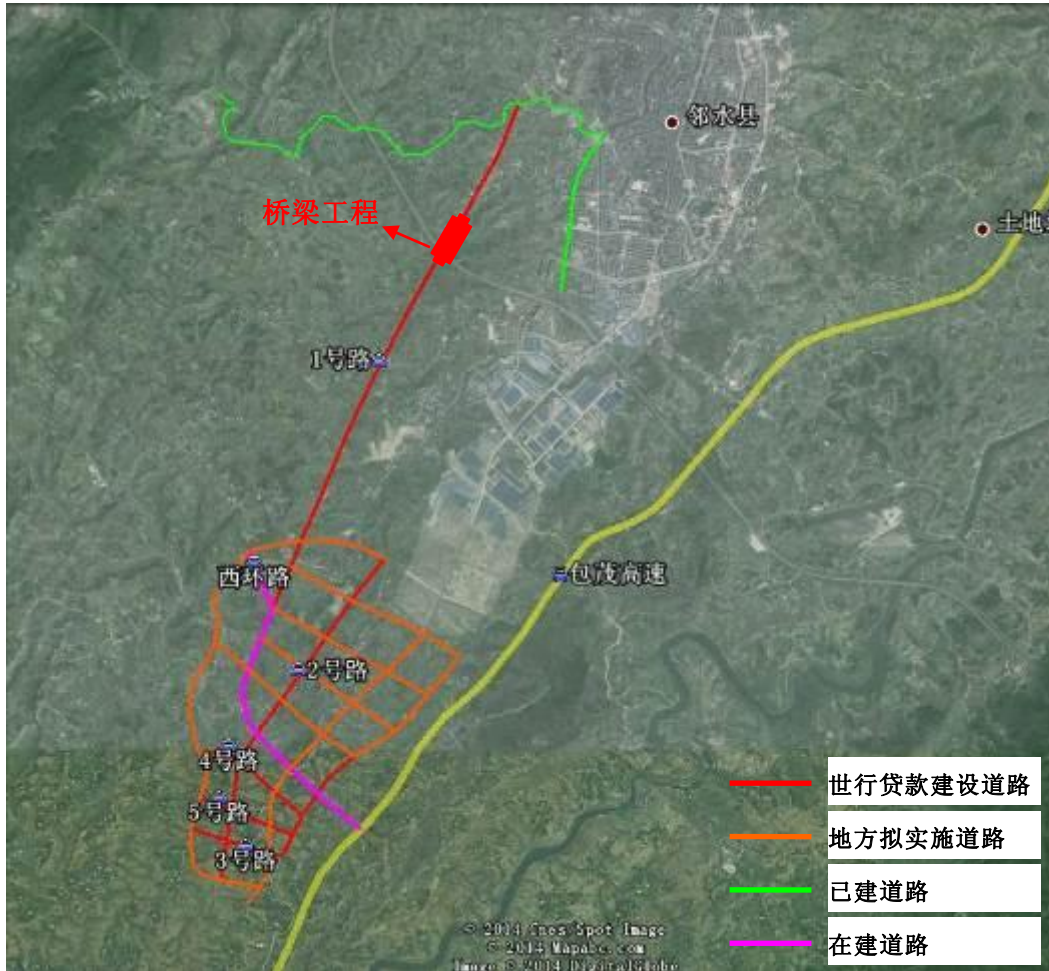 邻水县
桥梁工程
土地
1号路
西环路
包茂高速
2号路
4号路
5号路
3号路
世行贷款建设道路
地方拟实施道路
已建道路
在建道路
© 2014 Cnes/Spot Image
© 2014 Mapabc.com
Image © 2014 DigitalGlobe